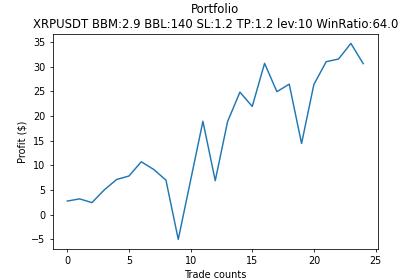 Portfolio
XRPUSDT BBM:2.9 BBL:140 SL:1.2 TP:1.2 lev:10 WinRatio:64.0
35
30
25
20
15
10
5
0
−5
Profit ($)
0 5 10 15 20 25
Trade counts